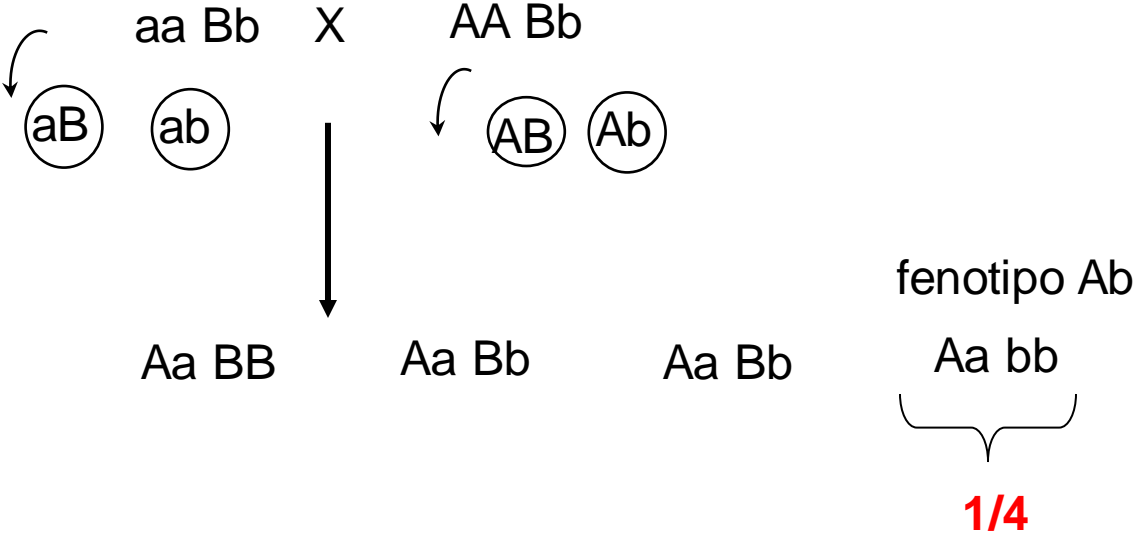 aa Bb X AA Bb
aB ab AB Ab
fenotipo Ab
Aa BB Aa Bb Aa Bb Aa bb
1/4